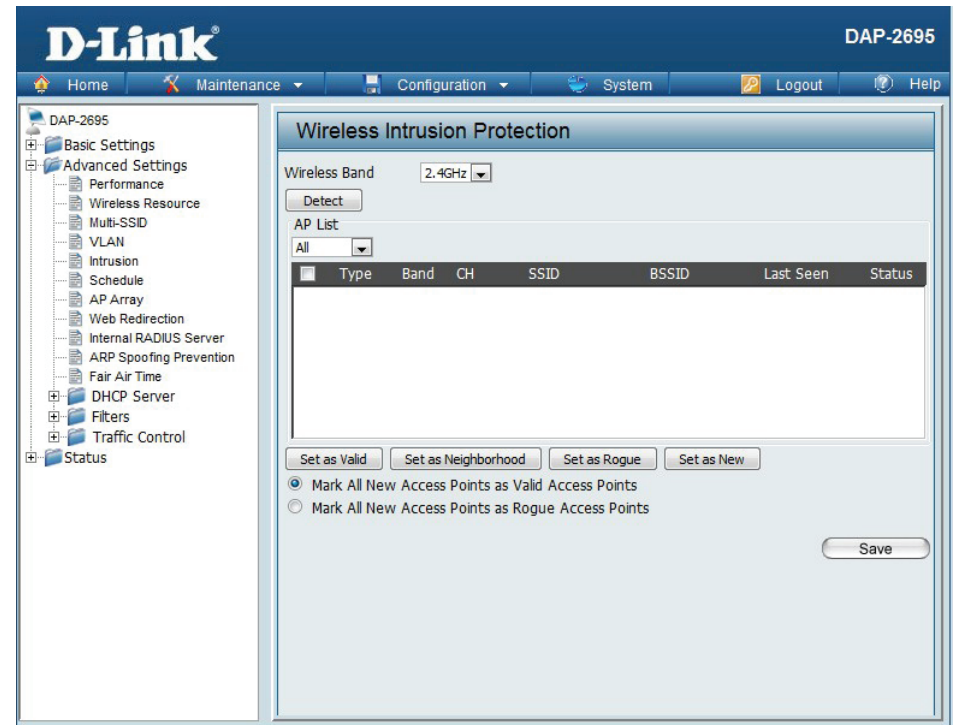 D-Link®
DAP-2695
Home Maintenance Configuration System Logout Help
DAP-2695
Basic Settings
Advanced Settings
Performance
Wireless Resource
Multi-SSID
VLAN
Intrusion
Schedule
AP Array
Web Redirection
Internal RADIUS Server
ARP Spoofing Prevention
Fair Air Time
DHCP Server
Filters
Traffic Control
Status
Wireless Intrusion Protection
Wireless Band 2.4GHz
Detect
AP List
All
Type Band CH SSID BSSID Last Seen Status
Set as Valid Set as Neighborhood Set as Rogue Set as New
Mark All New Access Points as Valid Access Points
Mark All New Access Points as Rogue Access Points
Save